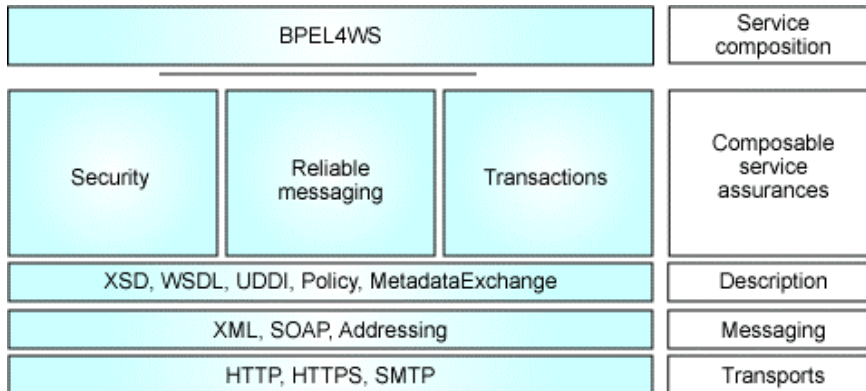 BPEL4WS
Service
composition
Security
Reliable
messaging
Transactions
Composable
service
assurances
XSD, WSDL, UDDI, Policy, MetadataExchange
Description
XML, SOAP, Addressing
Messaging
HTTP, HTTPS, SMTP
Transports